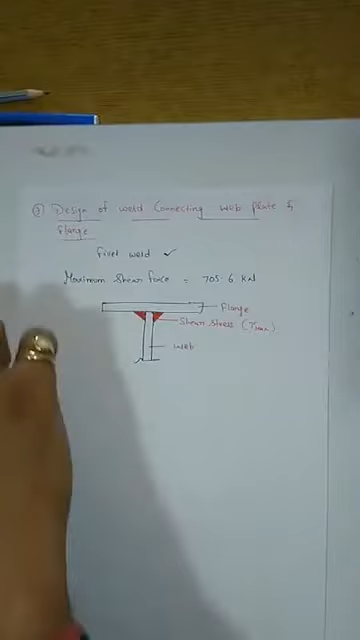 ③ Design of weld Connecting web plate &
flange
Fillet weld ✓
Maximum Shear force = 705.6 kN
Flange
Shear stress (τmax)
web